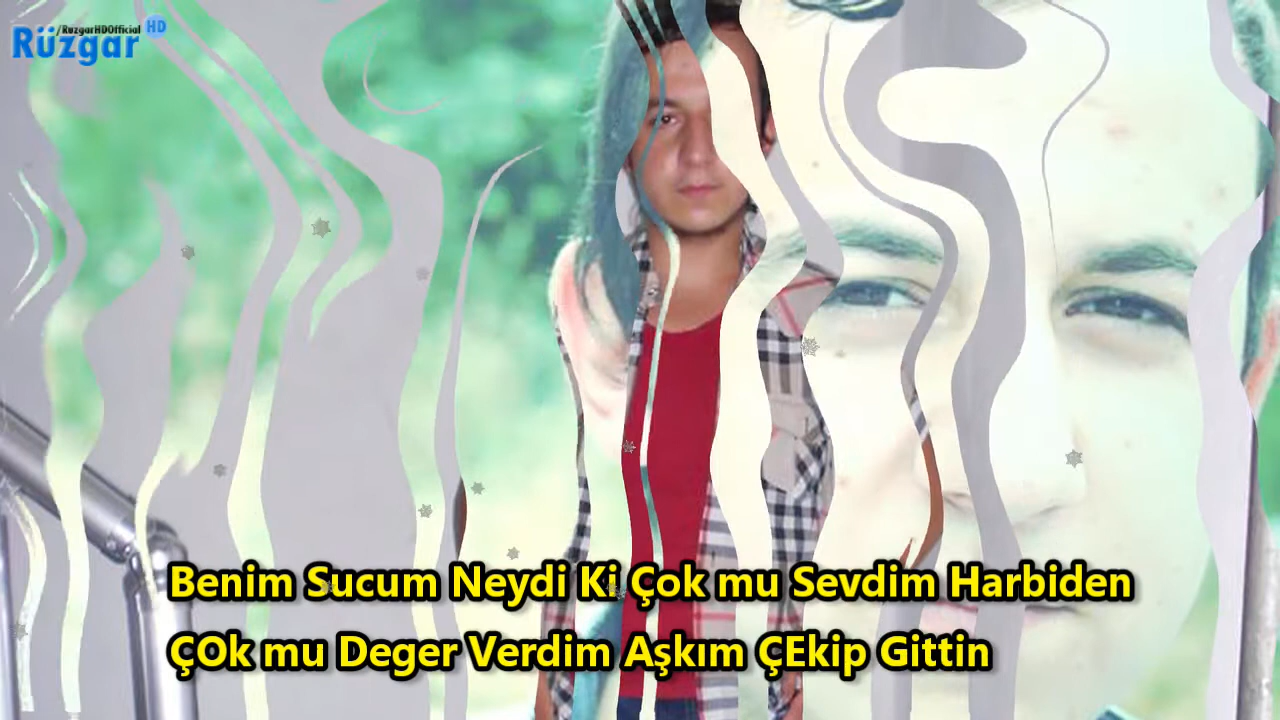 /RuzgarHDOfficial HD
Rüzgar
Benim Sucum Neydi Ki Çok mu Sevdim Harbiden
ÇOk mu Deger Verdim Aşkım ÇEkip Gittin